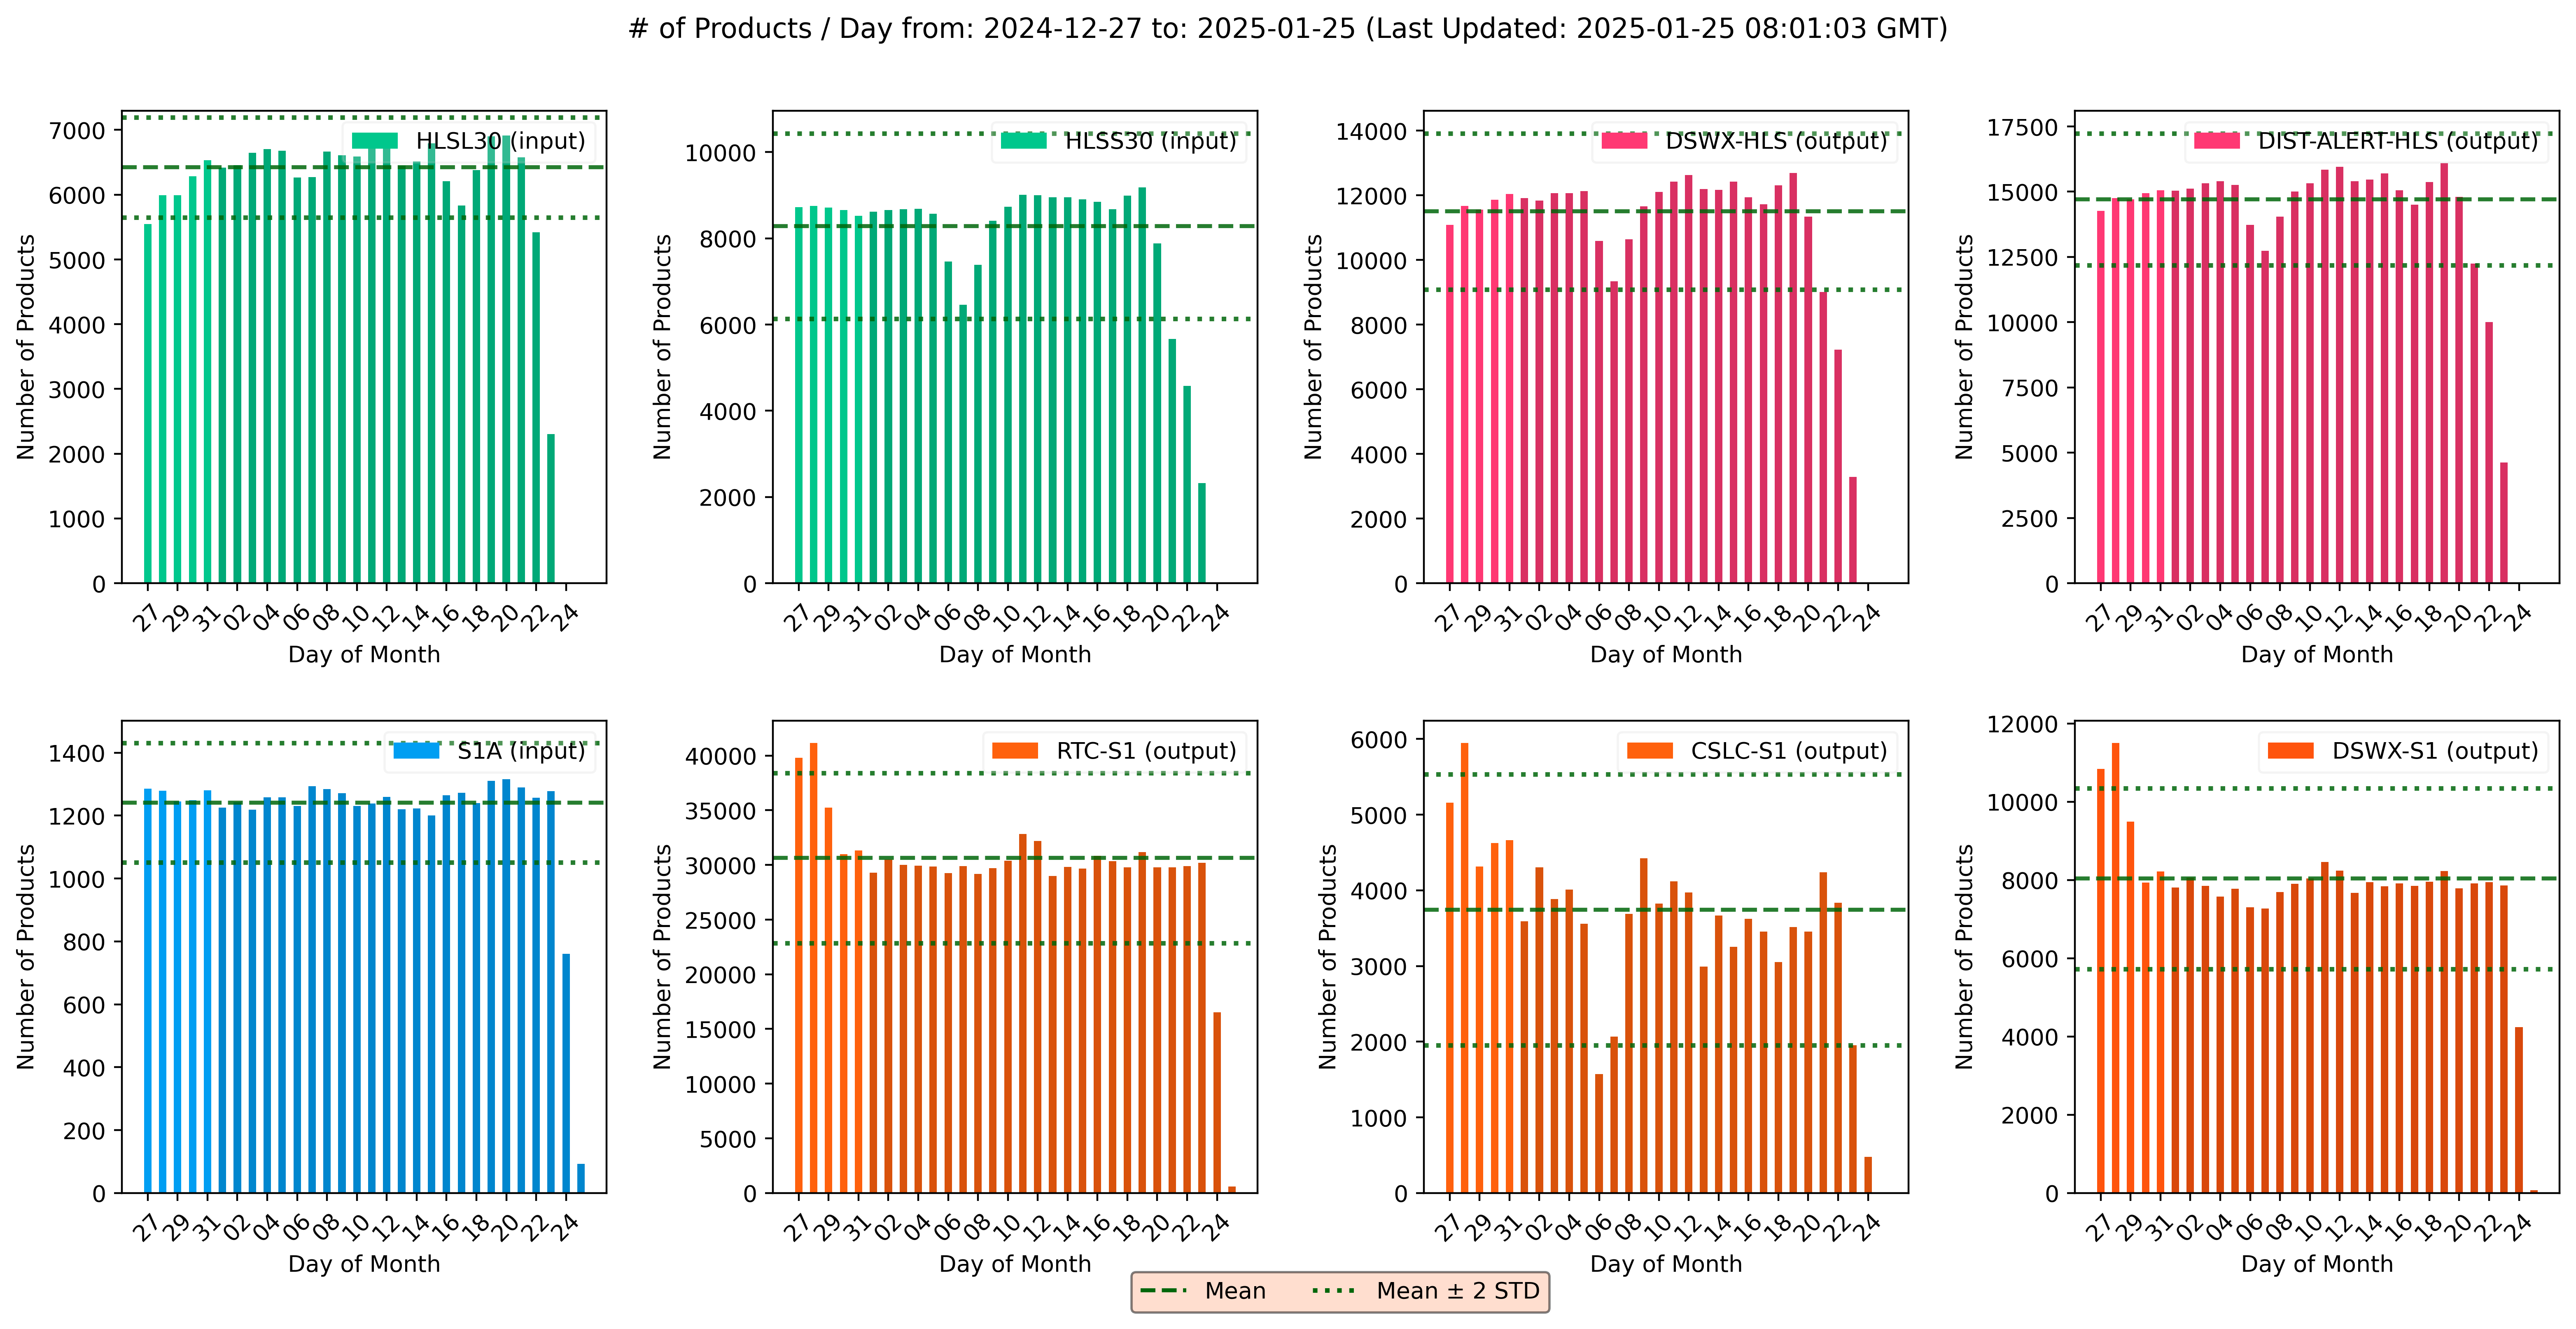 # of Products / Day from: 2024-12-27 to: 2025-01-25 (Last Updated: 2025-01-25 08:01:03 GMT)
HLSL30 (input)
Number of Products
7000
6000
5000
4000
3000
2000
1000
0
27 29 31 02 04 06 08 10 12 14 16 18 20 22 24
Day of Month
HLSS30 (input)
Number of Products
10000
8000
6000
4000
2000
0
27 29 31 02 04 06 08 10 12 14 16 18 20 22 24
Day of Month
DSWX-HLS (output)
Number of Products
14000
12000
10000
8000
6000
4000
2000
0
27 29 31 02 04 06 08 10 12 14 16 18 20 22 24
Day of Month
DIST-ALERT-HLS (output)
Number of Products
17500
15000
12500
10000
7500
5000
2500
0
27 29 31 02 04 06 08 10 12 14 16 18 20 22 24
Day of Month
S1A (input)
Number of Products
1400
1200
1000
800
600
400
200
0
27 29 31 02 04 06 08 10 12 14 16 18 20 22 24
Day of Month
RTC-S1 (output)
Number of Products
40000
35000
30000
25000
20000
15000
10000
5000
0
27 29 31 02 04 06 08 10 12 14 16 18 20 22 24
Day of Month
CSLC-S1 (output)
Number of Products
6000
5000
4000
3000
2000
1000
0
27 29 31 02 04 06 08 10 12 14 16 18 20 22 24
Day of Month
DSWX-S1 (output)
Number of Products
12000
10000
8000
6000
4000
2000
0
27 29 31 02 04 06 08 10 12 14 16 18 20 22 24
Day of Month
Mean
Mean ± 2 STD